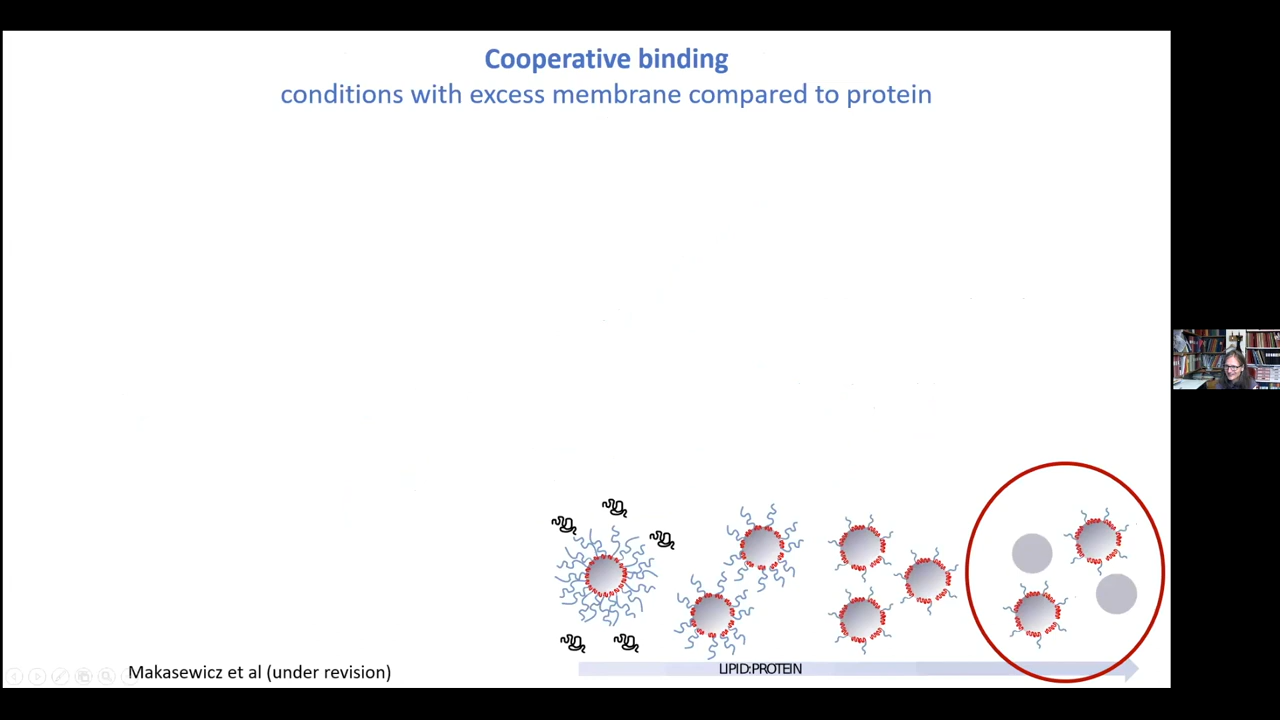 Cooperative binding
conditions with excess membrane compared to protein
LIPID:PROTEIN
Makasewicz et al (under revision)